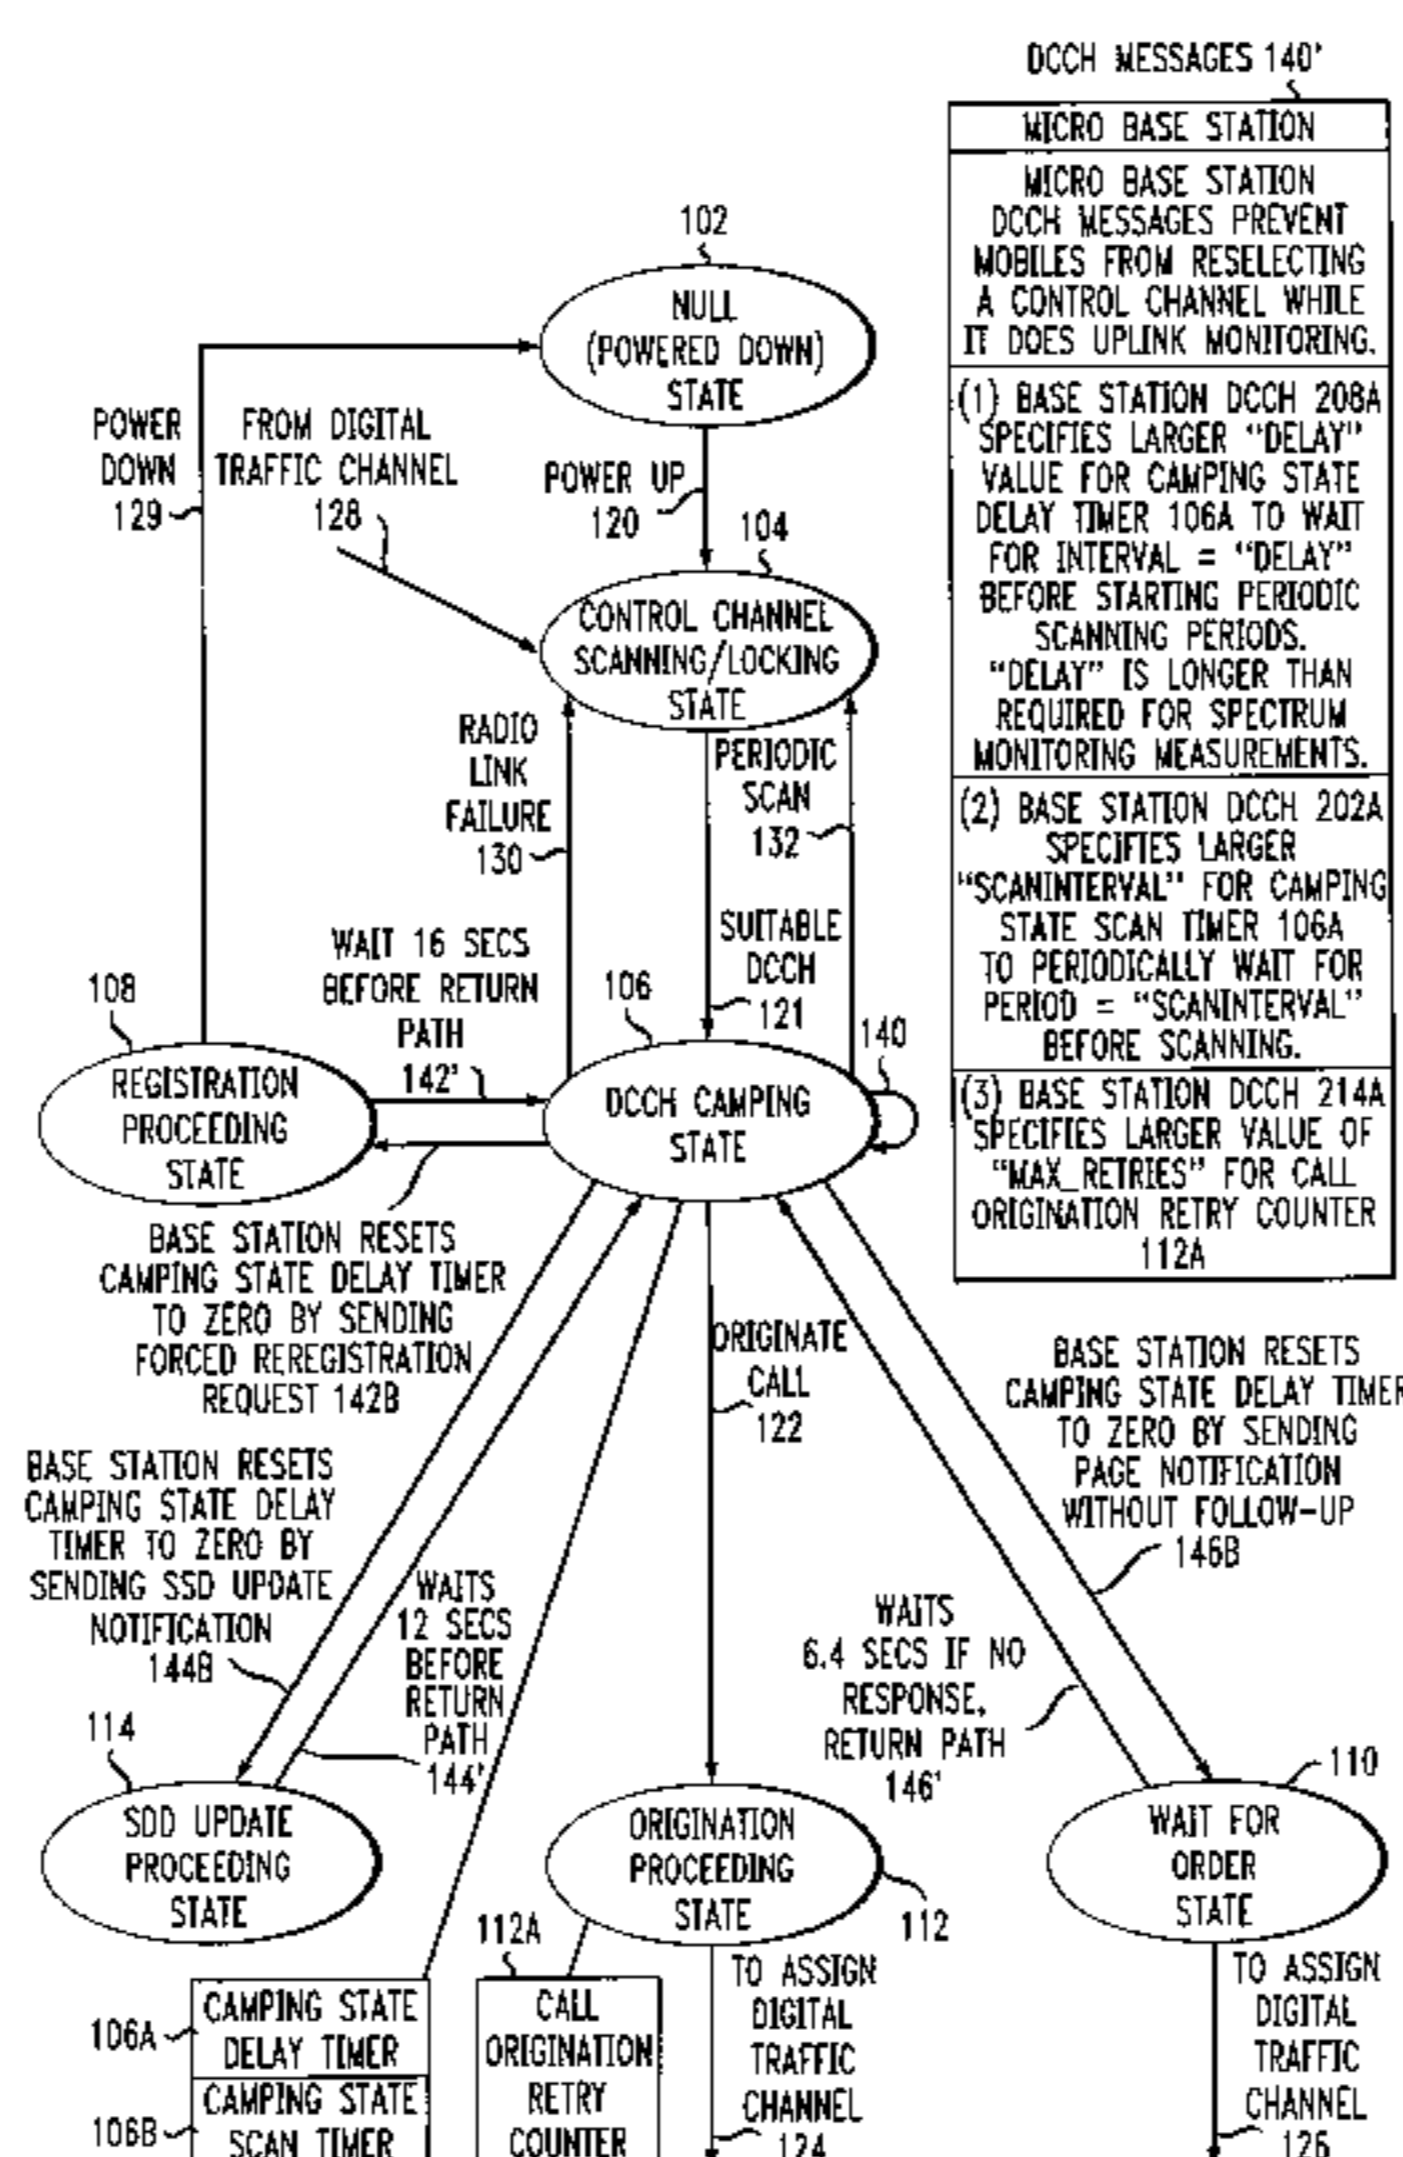 DCCH MESSAGES 140'
MICRO BASE STATION
MICRO BASE STATION
DCCH MESSAGES PREVENT
MOBILES FROM RESELECTING
A CONTROL CHANNEL WHILE
IT DOES UPLINK MONITORING.
(1) BASE STATION DCCH 208A
SPECIFIES LARGER "DELAY"
VALUE FOR CAMPING STATE
DELAY TIMER 106A TO WAIT
FOR INTERVAL = "DELAY"
BEFORE STARTING PERIODIC
SCANNING PERIODS.
"DELAY" IS LONGER THAN
REQUIRED FOR SPECTRUM
MONITORING MEASUREMENTS.
(2) BASE STATION DCCH 202A
SPECIFIES LARGER
"SCANINTERVAL" FOR CAMPING
STATE SCAN TIMER 106A
TO PERIODICALLY WAIT FOR
PERIOD = "SCANINTERVAL"
BEFORE SCANNING.
(3) BASE STATION DCCH 214A
SPECIFIES LARGER VALUE OF
"MAX_RETRIES" FOR CALL
ORIGINATION RETRY COUNTER
112A
102
NULL
(POWERED DOWN)
STATE
POWER
DOWN
129
FROM DIGITAL
TRAFFIC CHANNEL
128
POWER UP
120
104
CONTROL CHANNEL
SCANNING/LOCKING
STATE
RADIO
LINK
FAILURE
130
PERIODIC
SCAN
132
SUITABLE
DCCH
121
WAIT 16 SECS
BEFORE RETURN
PATH
142'
108
REGISTRATION
PROCEEDING
STATE
106
DCCH CAMPING
STATE
140
BASE STATION RESETS
CAMPING STATE DELAY TIMER
TO ZERO BY SENDING
FORCED REREGISTRATION
REQUEST 142B
ORIGINATE
CALL
122
BASE STATION RESETS
CAMPING STATE DELAY TIMER
TO ZERO BY SENDING
PAGE NOTIFICATION
WITHOUT FOLLOW-UP
146B
BASE STATION RESETS
CAMPING STATE DELAY
TIMER TO ZERO BY
SENDING SSD UPDATE
NOTIFICATION
144B
WAITS
12 SECS
BEFORE
RETURN
PATH
144'
WAITS
6.4 SECS IF NO
RESPONSE,
RETURN PATH
146'
114
SDD UPDATE
PROCEEDING
STATE
ORIGINATION
PROCEEDING
STATE
112
110
WAIT FOR
ORDER
STATE
106A
CAMPING STATE
DELAY TIMER
106B
CAMPING STATE
SCAN TIMER
112A
CALL
ORIGINATION
RETRY
COUNTER
TO ASSIGN
DIGITAL
TRAFFIC
CHANNEL
124
TO ASSIGN
DIGITAL
TRAFFIC
CHANNEL
126